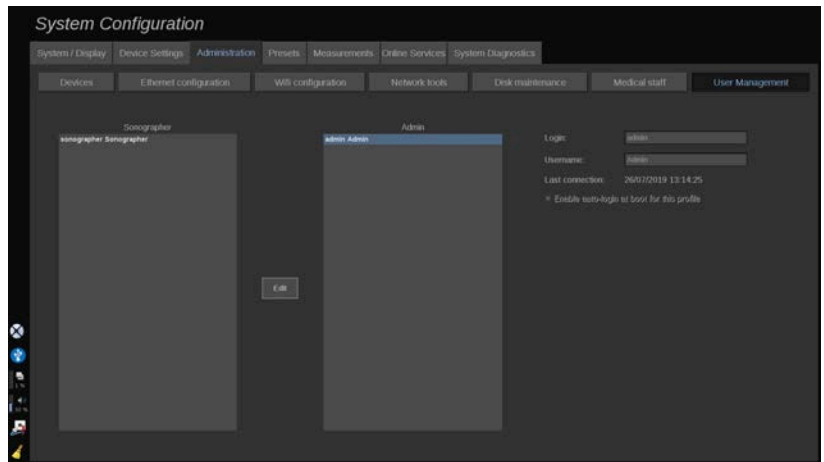 System Configuration
System / Display Device Settings Administration Presets Measurements Online Services System Diagnostics
Devices Ethernet configuration Wifi configuration Network tools Disk maintenance Medical staff User Management
Sonographer Admin
sonographer Sonographer admin Admin
Login: admin
Username: Admin
Last connection: 26/07/2019 13:14:25
Enable auto-login at boot for this profile
Edit
1 %